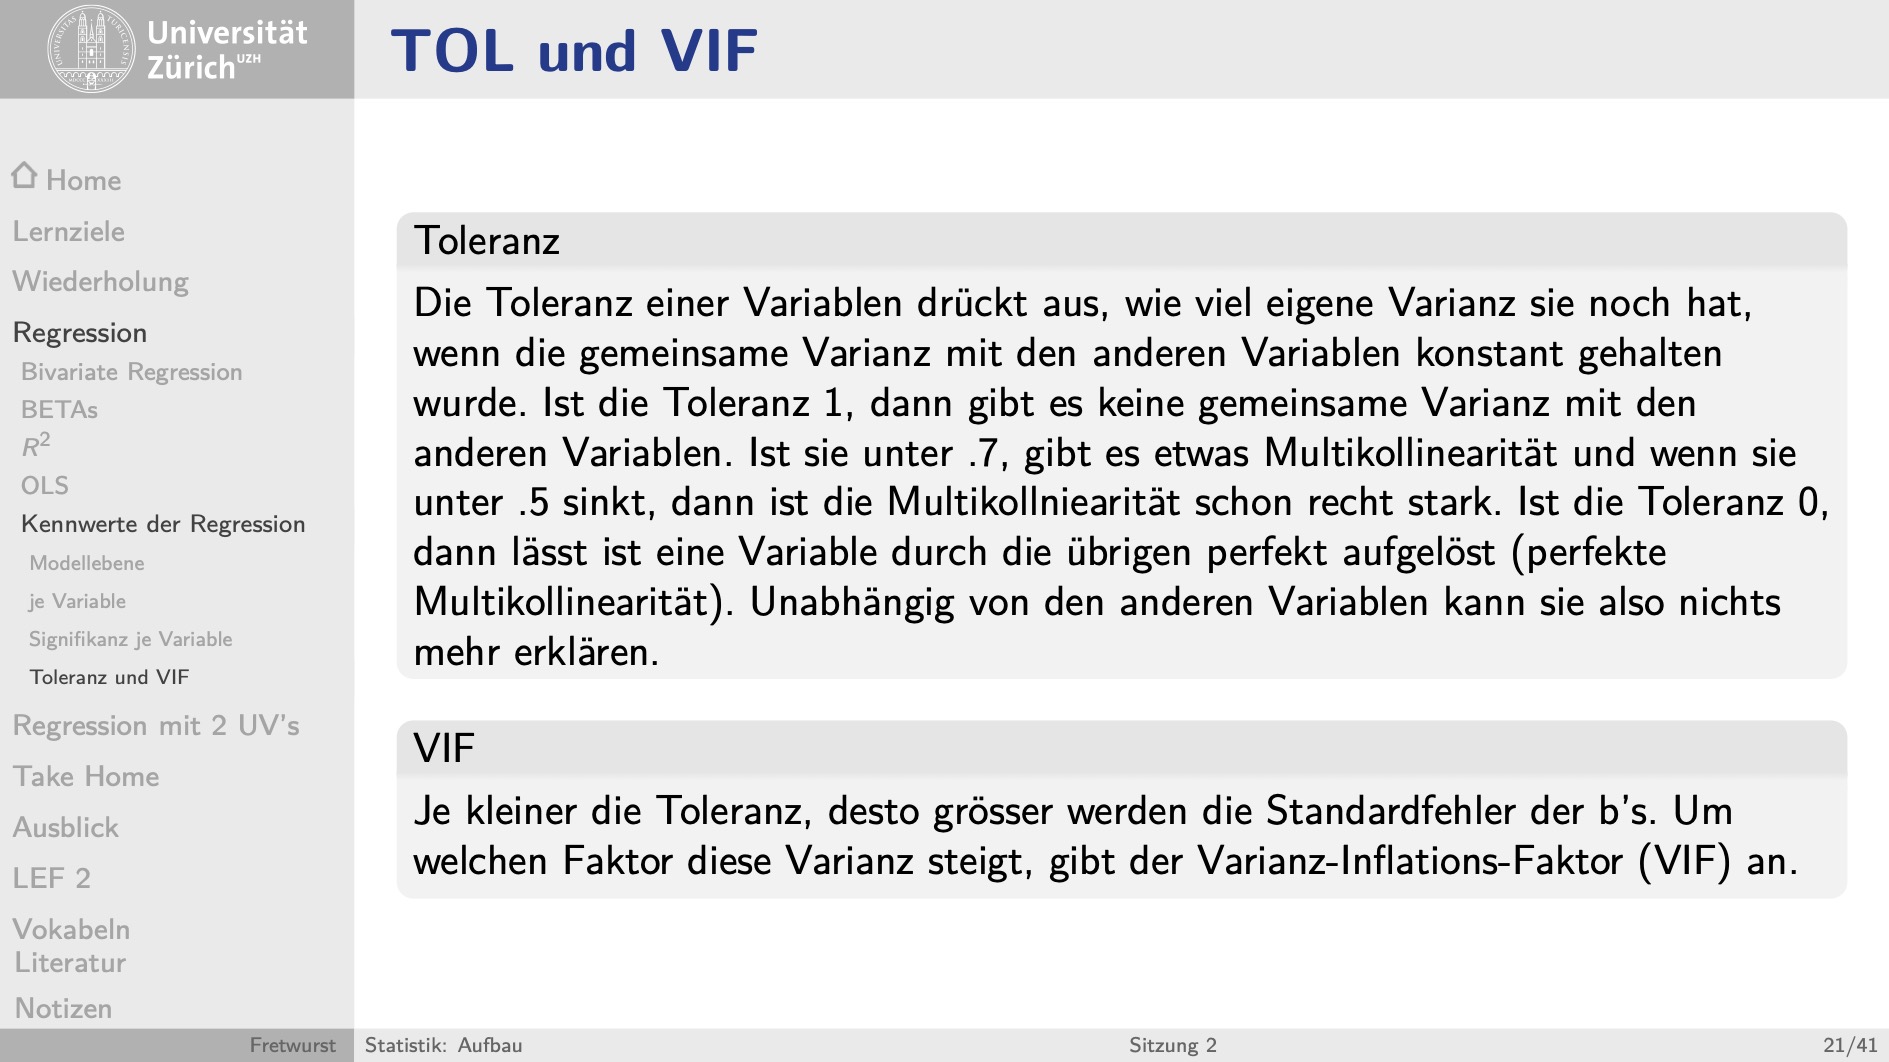 Universität
Zürich UZH
TOL und VIF
Home
Lernziele
Wiederholung
Regression
Bivariate Regression
BETAs
R²
OLS
Kennwerte der Regression
Modellebene
je Variable
Signifikanz je Variable
Toleranz und VIF
Regression mit 2 UV's
Take Home
Ausblick
LEF 2
Vokabeln
Literatur
Notizen
Toleranz
Die Toleranz einer Variablen drückt aus, wie viel eigene Varianz sie noch hat,
wenn die gemeinsame Varianz mit den anderen Variablen konstant gehalten
wurde. Ist die Toleranz 1, dann gibt es keine gemeinsame Varianz mit den
anderen Variablen. Ist sie unter .7, gibt es etwas Multikollinearität und wenn sie
unter .5 sinkt, dann ist die Multikollniearität schon recht stark. Ist die Toleranz 0,
dann lässt ist eine Variable durch die übrigen perfekt aufgelöst (perfekte
Multikollinearität). Unabhängig von den anderen Variablen kann sie also nichts
mehr erklären.
VIF
Je kleiner die Toleranz, desto grösser werden die Standardfehler der b's. Um
welchen Faktor diese Varianz steigt, gibt der Varianz-Inflations-Faktor (VIF) an.
Fretwurst
Statistik: Aufbau
Sitzung 2
21/41